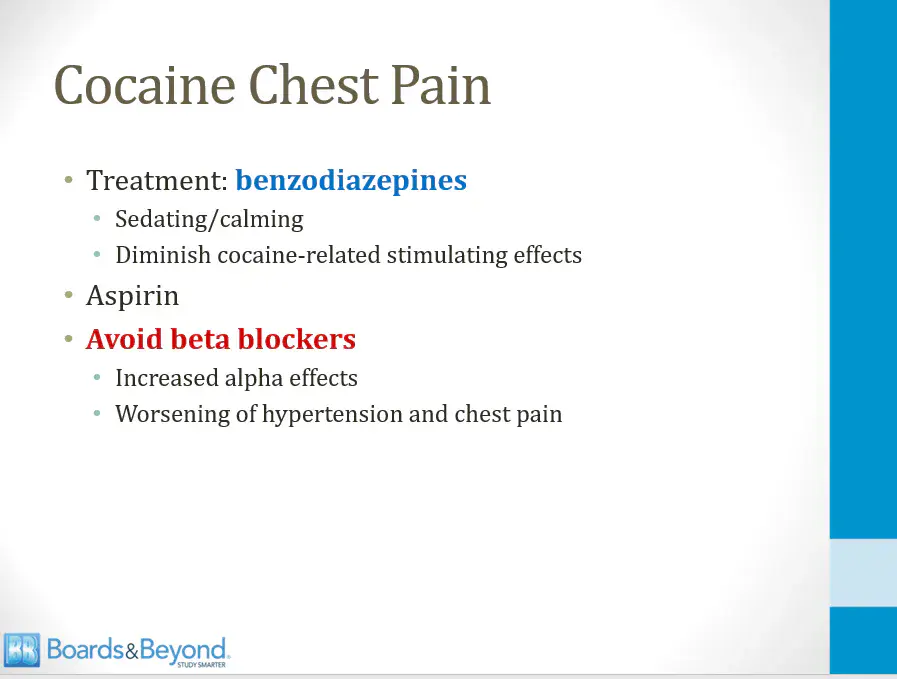 Cocaine Chest Pain
• Treatment: benzodiazepines
• Sedating/calming
• Diminish cocaine-related stimulating effects
• Aspirin
• Avoid beta blockers
• Increased alpha effects
• Worsening of hypertension and chest pain
BB Boards&Beyond.
STUDY SMARTER